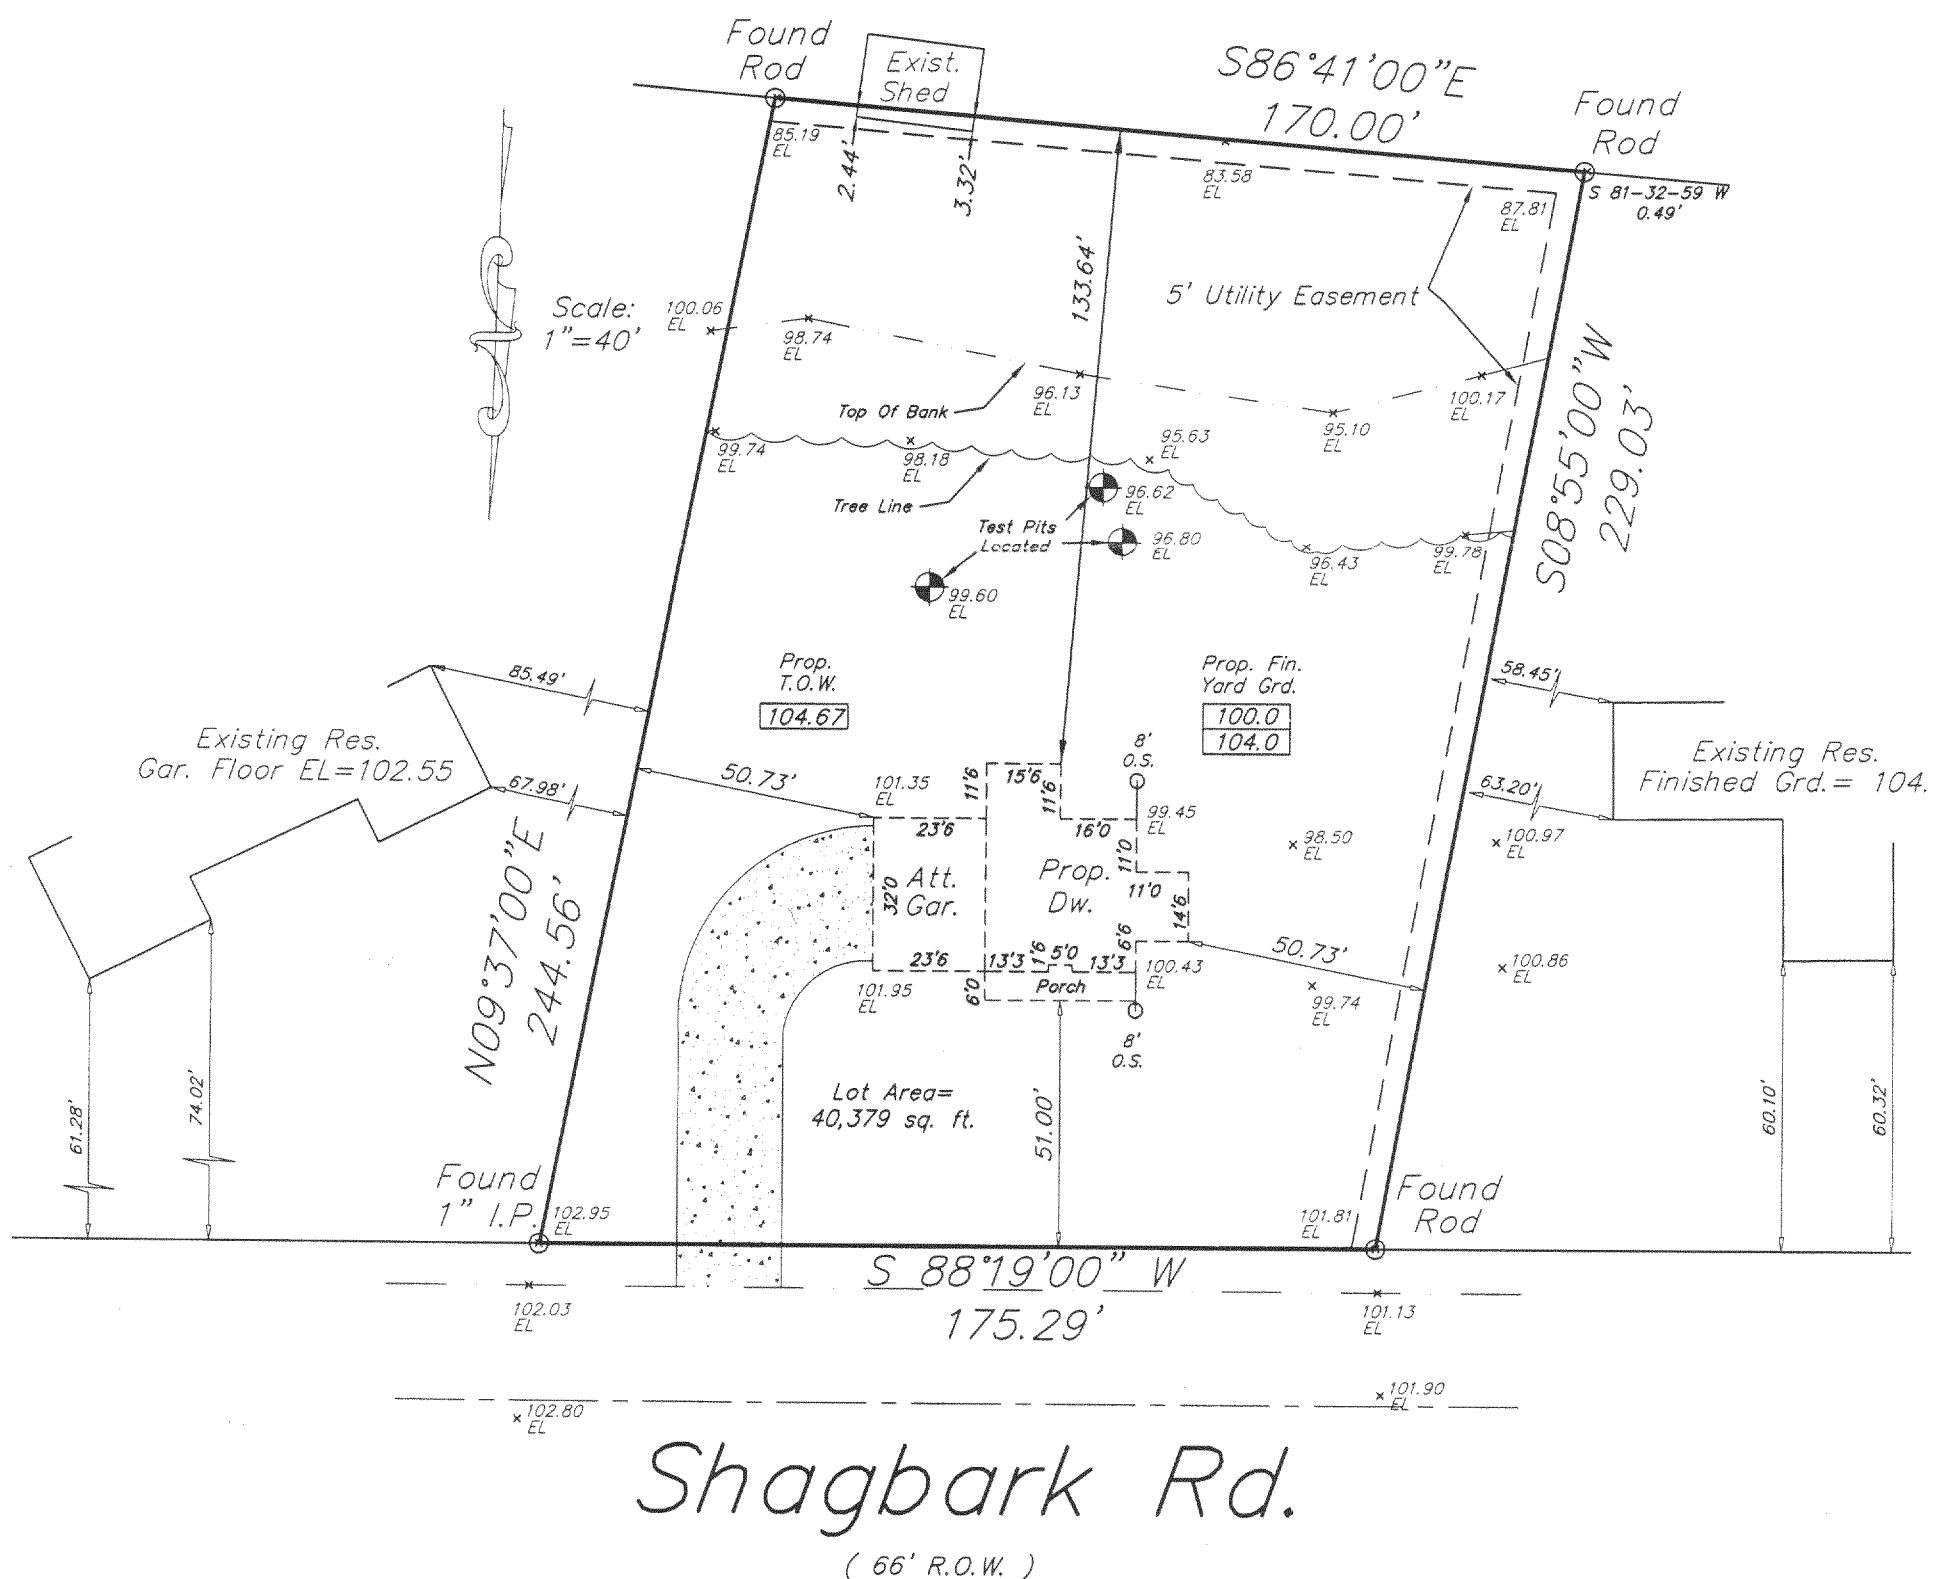 Found
Rod
Exist.
Shed
S86°41'00"E
170.00'
Found
Rod
S 81-32-59 W
0.49'
85.19
EL
2.44'
3.32'
83.58
EL
87.81
EL
133.64'
5' Utility Easement
Scale:
1"=40'
100.06
EL
98.74
EL
96.13
EL
Top Of Bank
95.10
EL
100.17
EL
S08°55'00"W
229.03'
99.74
EL
98.18
EL
95.63
EL
Tree Line
96.62
EL
Test Pits
Located
96.80
EL
96.43
EL
99.78
EL
99.60
EL
85.49'
Prop.
T.O.W.
104.67
Prop. Fin.
Yard Grd.
100.0
104.0
58.45'
Existing Res.
Gar. Floor EL=102.55
67.98'
50.73'
101.35
EL
11'6
15'6
11'6
8'
O.S.
63.20'
Existing Res.
Finished Grd.= 104.
23'6
16'0
99.45
EL
11'0
98.50
EL
100.97
EL
N09°37'00"E
244.56'
32'0
Att.
Gar.
Prop.
Dw.
11'0
14'6
23'6
13'3
1'6
5'0
13'3
6'6
50.73'
100.43
EL
100.86
EL
101.95
EL
6'0
Porch
99.74
EL
8'
O.S.
Lot Area=
40,379 sq. ft.
51.00'
61.28'
74.02'
60.10'
60.32'
Found
1" I.P.
102.95
EL
101.81
EL
Found
Rod
S 88°19'00" W
175.29'
102.03
EL
101.13
EL
102.80
EL
101.90
EL
Shagbark Rd.
( 66' R.O.W. )